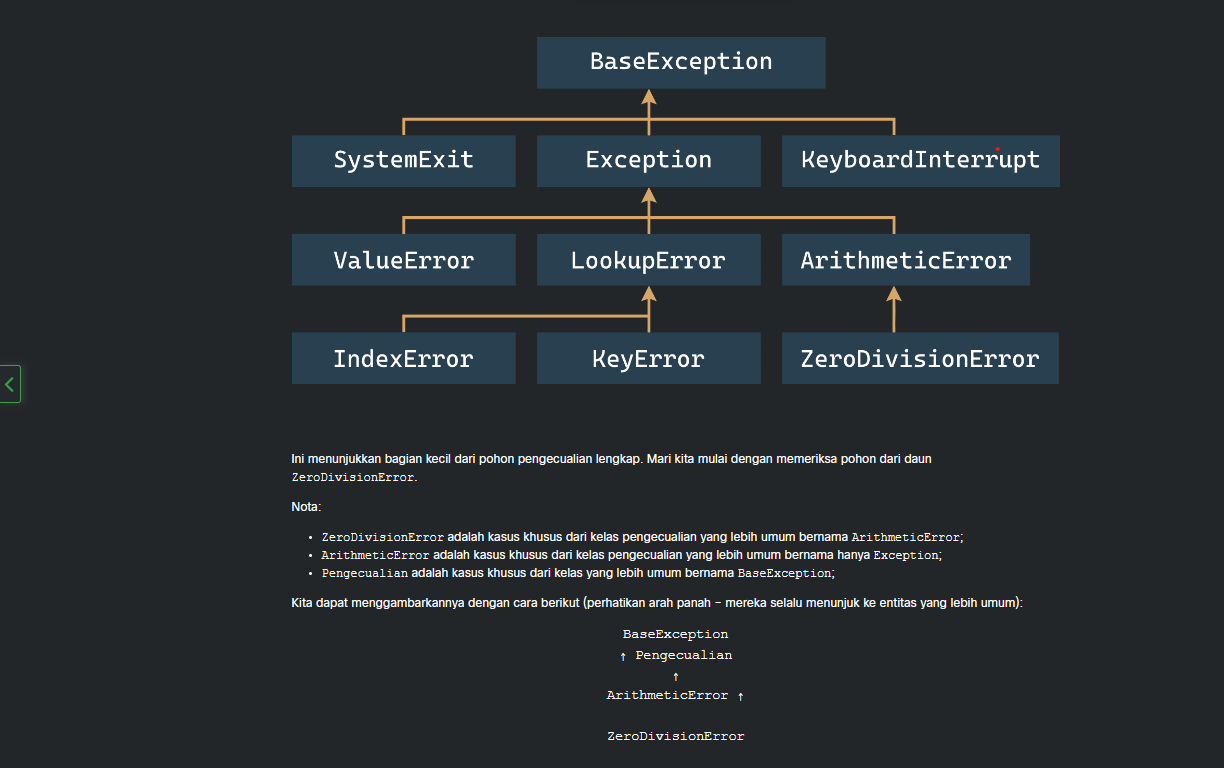 BaseException
SystemExit Exception KeyboardInterrupt
ValueError LookupError ArithmeticError
IndexError KeyError ZeroDivisionError
Ini menunjukkan bagian kecil dari pohon pengecualian lengkap. Mari kita mulai dengan memeriksa pohon dari daun
ZeroDivisionError.
Nota:
• ZeroDivisionError adalah kasus khusus dari kelas pengecualian yang lebih umum bernama ArithmeticError;
• ArithmeticError adalah kasus khusus dari kelas pengecualian yang lebih umum bernama hanya Exception;
• Pengecualian adalah kasus khusus dari kelas yang lebih umum bernama BaseException;
Kita dapat menggambarkannya dengan cara berikut (perhatikan arah panah – mereka selalu menunjuk ke entitas yang lebih umum):
BaseException
↑ Pengecualian
↑
ArithmeticError ↑
ZeroDivisionError